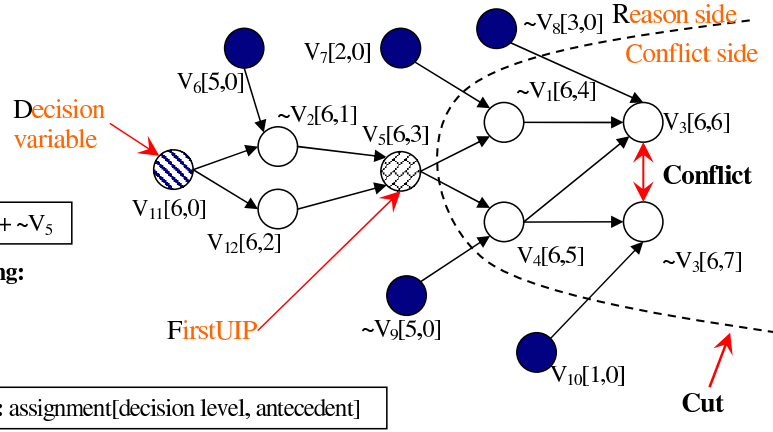 Reason side
~V8[3,0]
Conflict side
V7[2,0]
V6[5,0]
~V1[6,4]
Decision
variable
~V2[6,1]
V5[6,3]
V3[6,6]
Conflict
V11[6,0]
+ ~V5
V12[6,2]
V4[6,5]
~V3[6,7]
ng:
FirstUIP
~V9[5,0]
V10[1,0]
Cut
: assignment[decision level, antecedent]